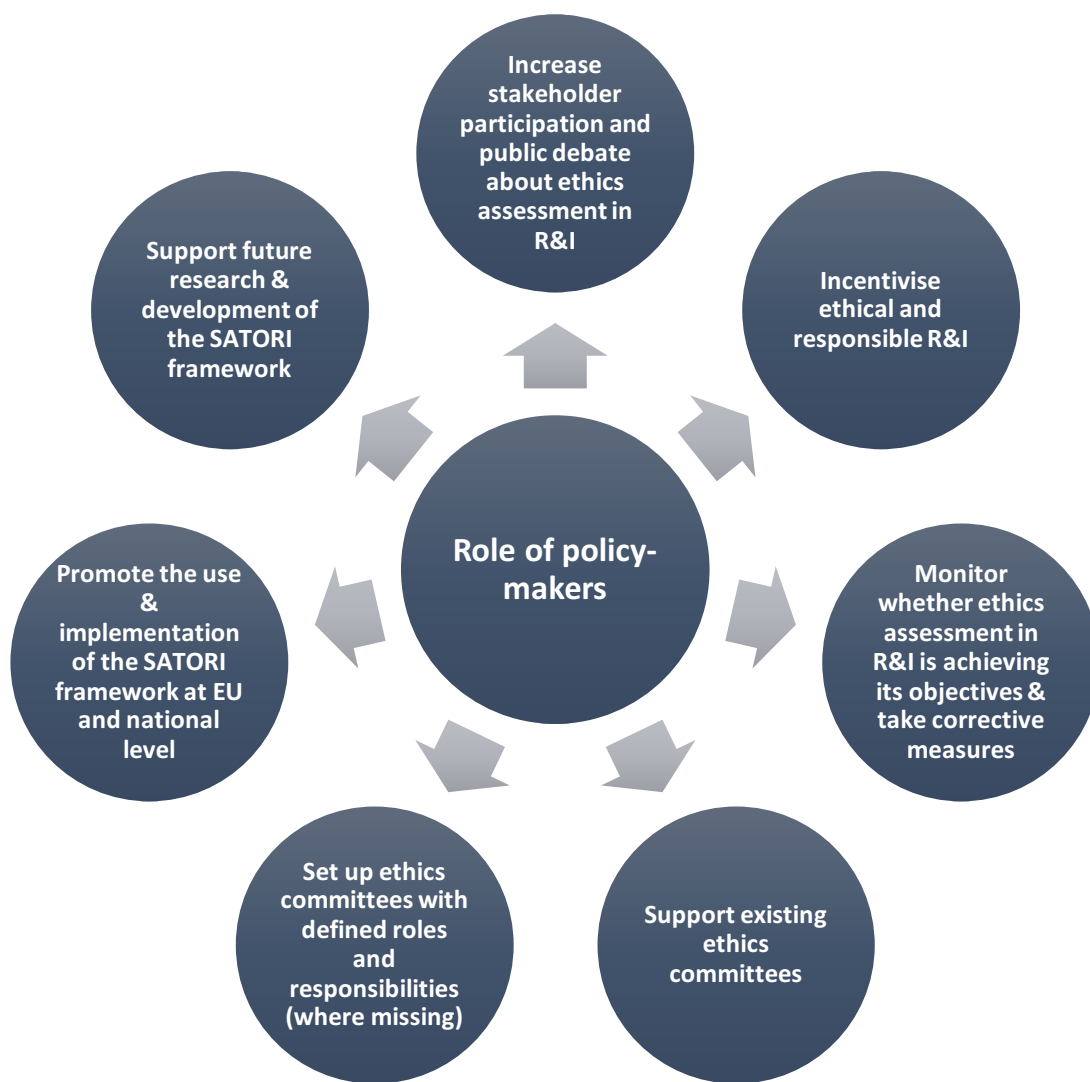 Increase
stakeholder
participation and
public debate
about ethics
assessment in
R&I
Incentivise
ethical and
responsible R&I
Monitor
whether ethics
assessment in
R&I is achieving
its objectives &
take corrective
measures
Support existing
ethics
committees
Set up ethics
committees with
defined roles
and
responsibilities
(where missing)
Promote the use
&
implementation
of the SATORI
framework at EU
and national
level
Support future
research &
development of
the SATORI
framework
Role of policy-
makers